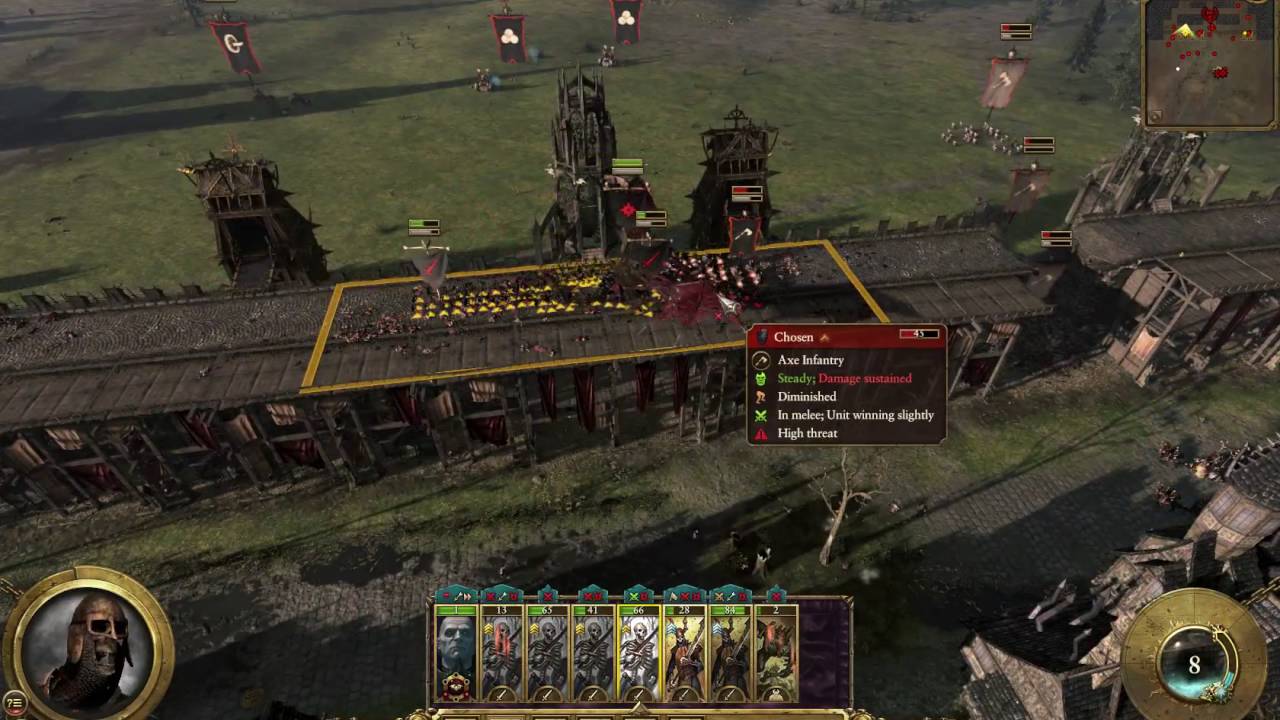 Chosen 45
Axe Infantry
Steady; Damage sustained
Diminished
In melee; Unit winning slightly
High threat
1 13 65 41 66 28 84 2
8
?